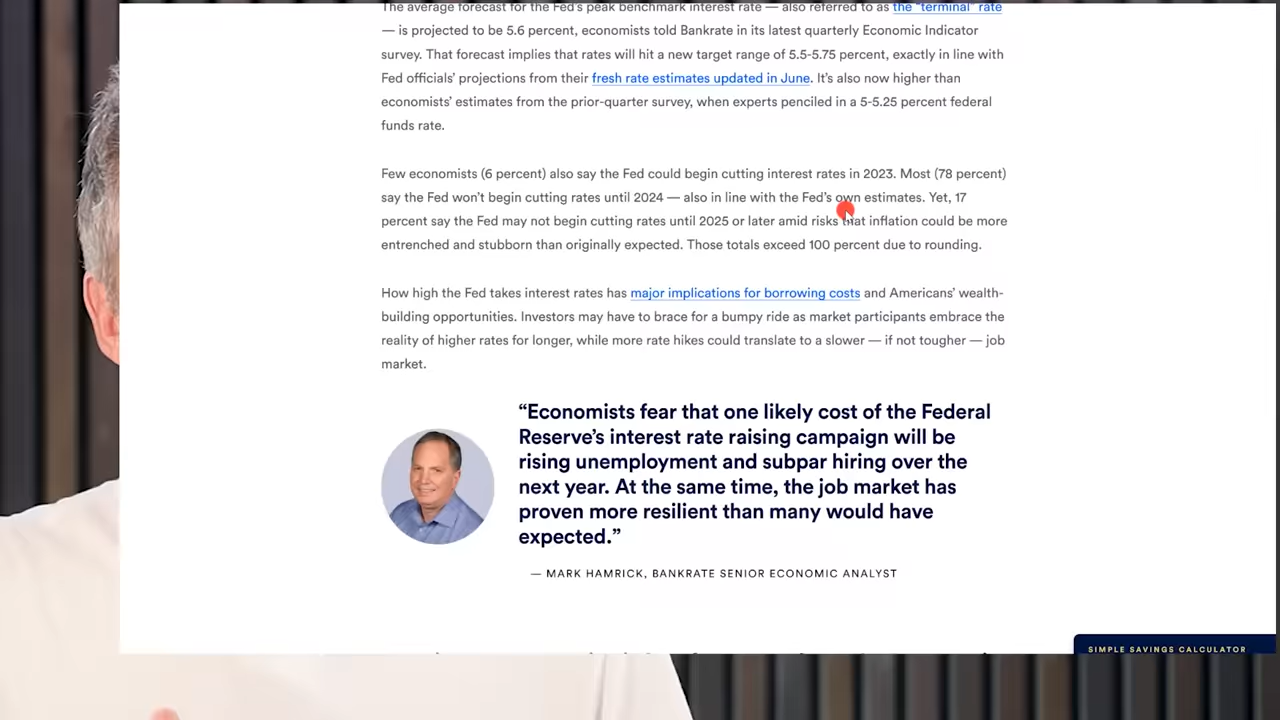 The average forecast for the Fed's peak benchmark interest rate — also referred to as the "terminal" rate
— is projected to be 5.6 percent, economists told Bankrate in its latest quarterly Economic Indicator
survey. That forecast implies that rates will hit a new target range of 5.5-5.75 percent, exactly in line with
Fed officials' projections from their fresh rate estimates updated in June. It's also now higher than
economists' estimates from the prior-quarter survey, when experts penciled in a 5-5.25 percent federal
funds rate.
Few economists (6 percent) also say the Fed could begin cutting interest rates in 2023. Most (78 percent)
say the Fed won't begin cutting rates until 2024 — also in line with the Fed's own estimates. Yet, 17
percent say the Fed may not begin cutting rates until 2025 or later amid risks that inflation could be more
entrenched and stubborn than originally expected. Those totals exceed 100 percent due to rounding.
How high the Fed takes interest rates has major implications for borrowing costs and Americans' wealth-
building opportunities. Investors may have to brace for a bumpy ride as market participants embrace the
reality of higher rates for longer, while more rate hikes could translate to a slower — if not tougher — job
market.
“Economists fear that one likely cost of the Federal
Reserve’s interest rate raising campaign will be
rising unemployment and subpar hiring over the
next year. At the same time, the job market has
proven more resilient than many would have
expected.”
— MARK HAMRICK, BANKRATE SENIOR ECONOMIC ANALYST
SIMPLE SAVINGS CALCULATOR